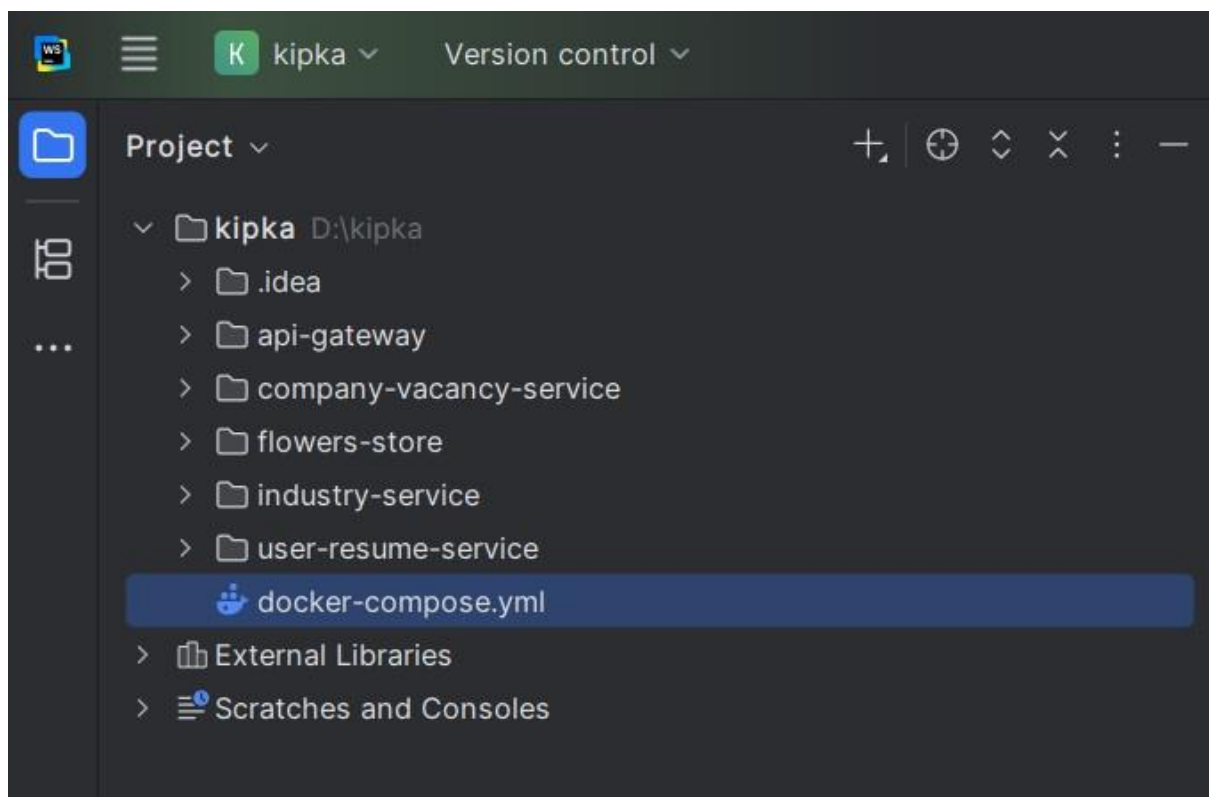 WS
K kipka Version control
Project
kipka D:\kipka
.idea
api-gateway
company-vacancy-service
flowers-store
industry-service
user-resume-service
docker-compose.yml
External Libraries
Scratches and Consoles